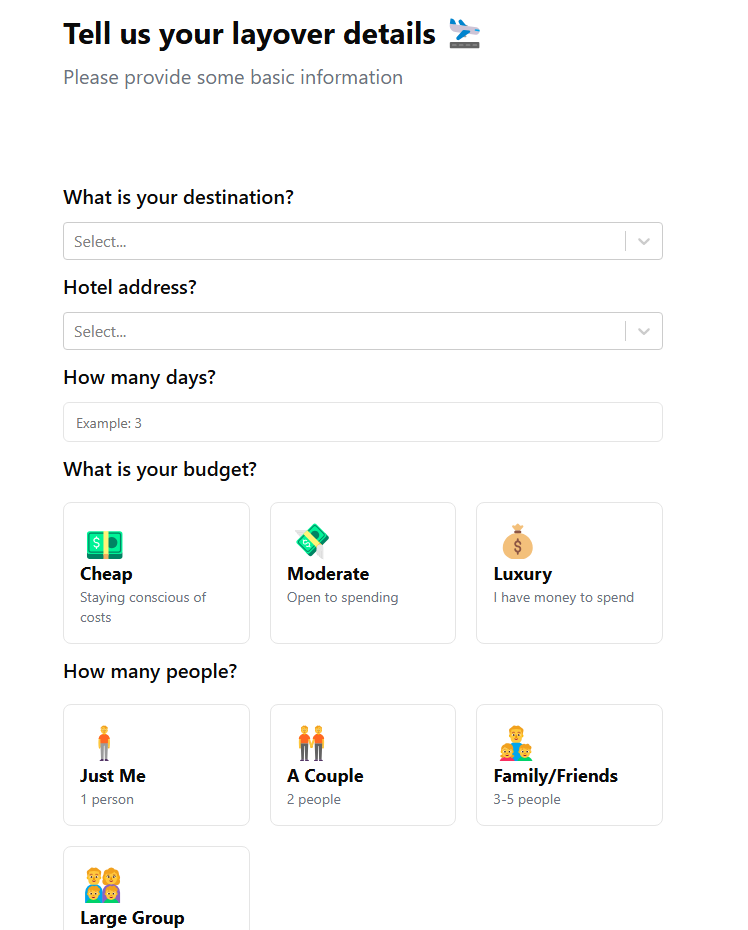 Tell us your layover details
Please provide some basic information
What is your destination?
Select...
Hotel address?
Select...
How many days?
Example: 3
What is your budget?
Cheap
Staying conscious of
costs
Moderate
Open to spending
Luxury
I have money to spend
How many people?
Just Me
1 person
A Couple
2 people
Family/Friends
3-5 people
Large Group